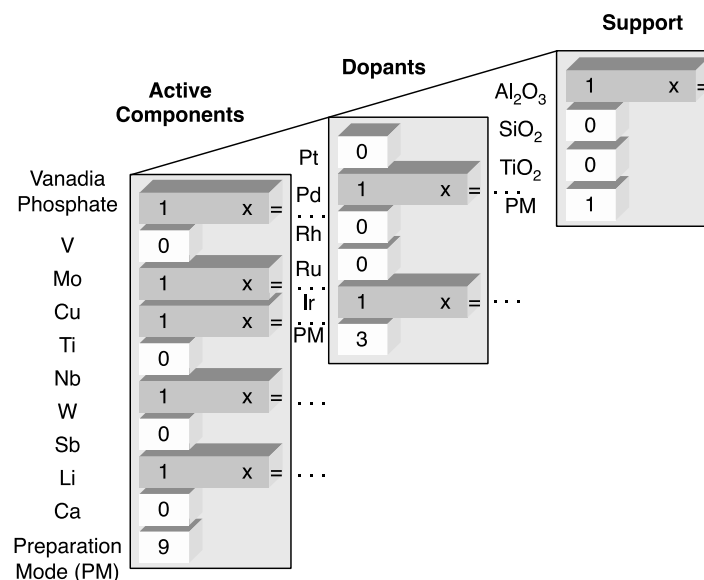 Support
Dopants
Active
Components
Al₂O₃ 1 x =
SiO₂ 0
TiO₂ 0
PM 1
Pt 0
Pd 1 x = ...
Rh 0
Ru 0
Ir 1 x = ...
PM 3
Vanadia
Phosphate 1 x = ...
V 0
Mo 1 x = ...
Cu 1 x = ...
Ti 0
Nb 1 x = ...
W 0
Sb 1 x = ...
Li 0
Ca 9
Preparation
Mode (PM)